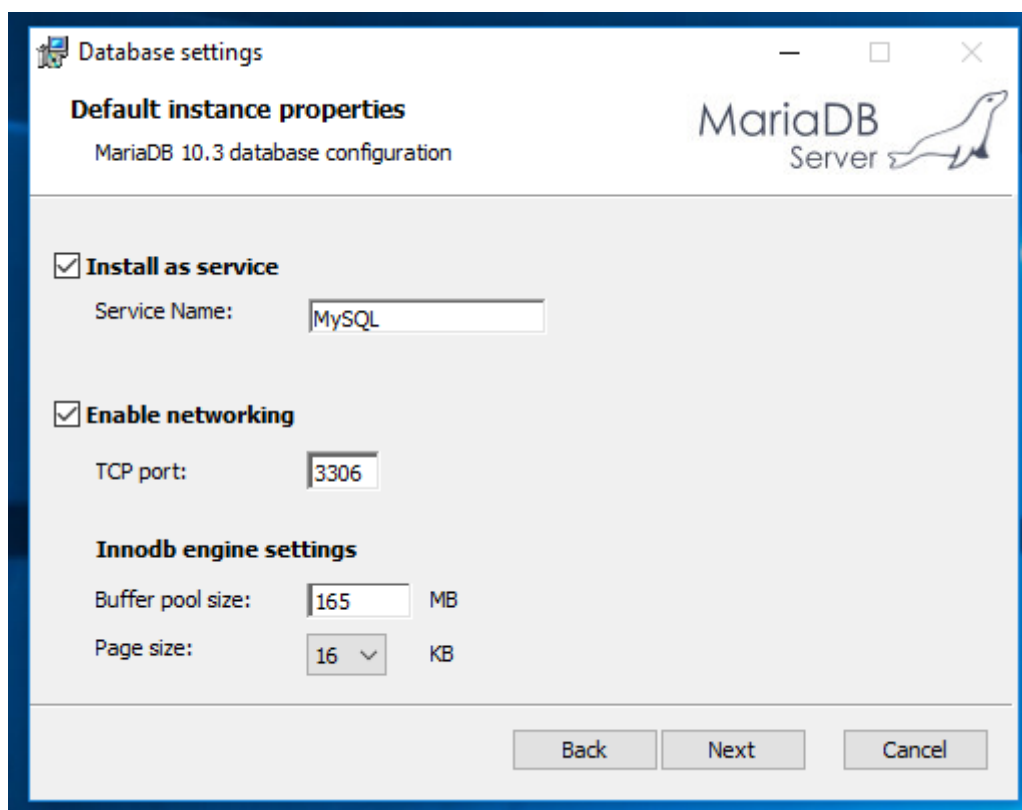 Database settings
Default instance properties
MariaDB 10.3 database configuration
MariaDB
Server
Install as service
Service Name: MySQL
Enable networking
TCP port: 3306
Innodb engine settings
Buffer pool size: 165 MB
Page size: 16 KB
Back Next Cancel